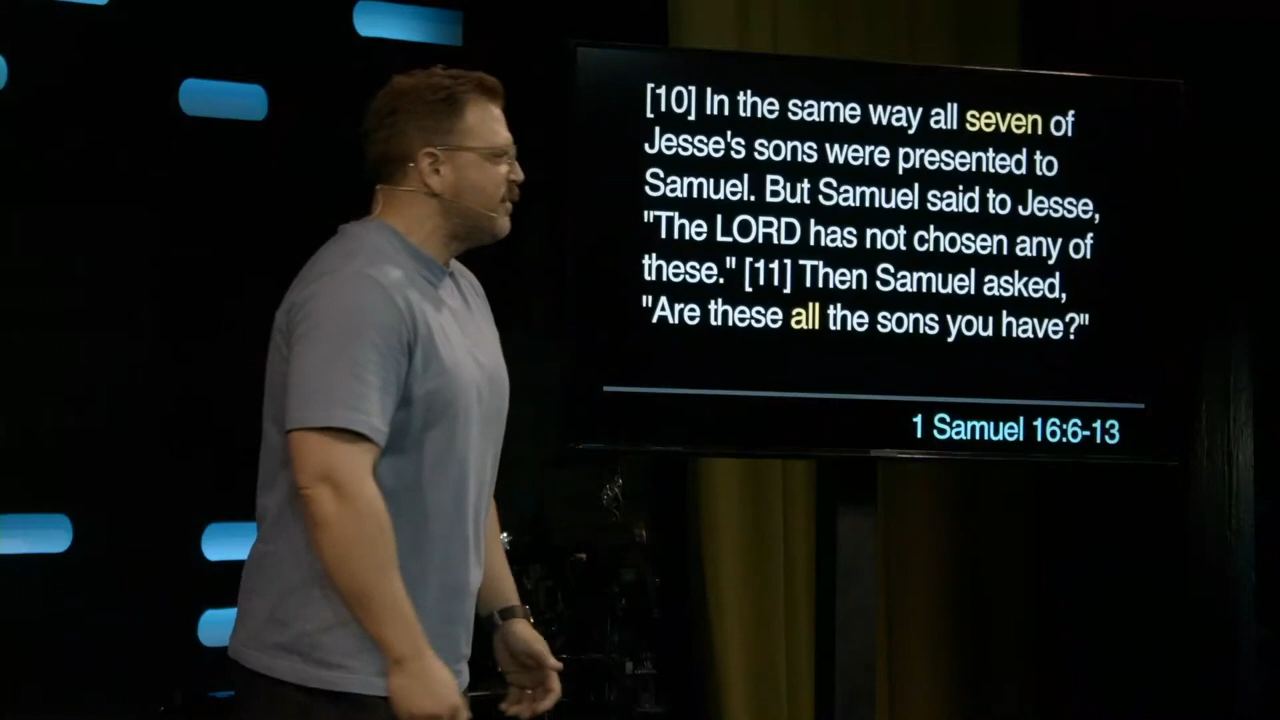 [10] In the same way all seven of
Jesse's sons were presented to
Samuel. But Samuel said to Jesse,
"The LORD has not chosen any of
these." [11] Then Samuel asked,
"Are these all the sons you have?"
1 Samuel 16:6-13